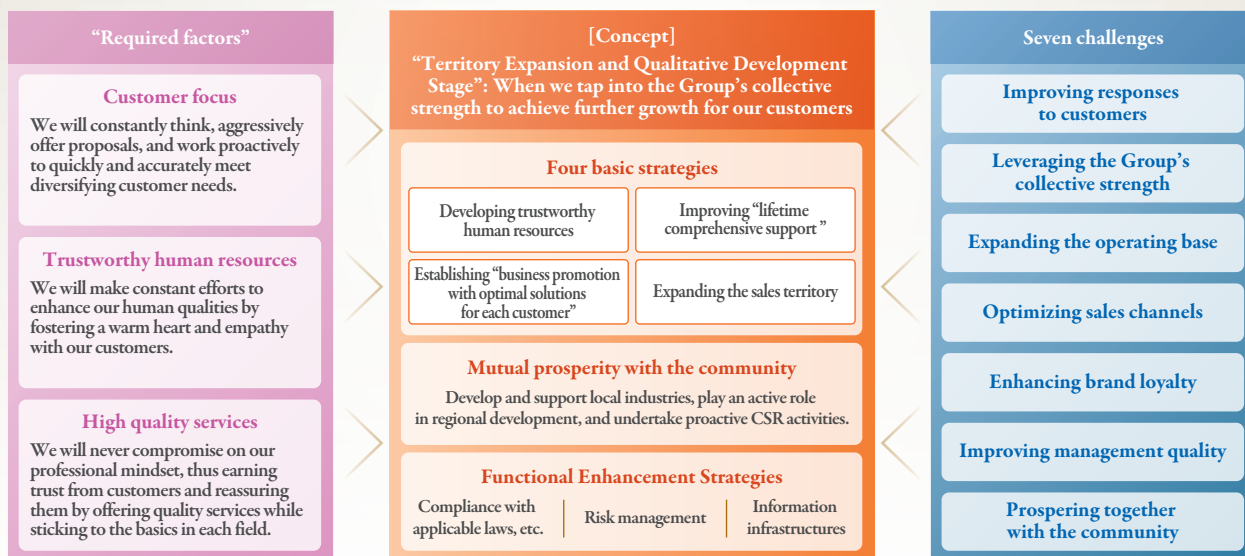 “Required factors”
Customer focus
We will constantly think, aggressively
offer proposals, and work proactively
to quickly and accurately meet
diversifying customer needs.
Trustworthy human resources
We will make constant efforts to
enhance our human qualities by
fostering a warm heart and empathy
with our customers.
High quality services
We will never compromise on our
professional mindset, thus earning
trust from customers and reassuring
them by offering quality services while
sticking to the basics in each field.
[Concept]
“Territory Expansion and Qualitative Development
Stage”: When we tap into the Group’s collective
strength to achieve further growth for our customers
Four basic strategies
Developing trustworthy
human resources
Improving “lifetime
comprehensive support ”
Establishing “business promotion
with optimal solutions
for each customer”
Expanding the sales territory
Mutual prosperity with the community
Develop and support local industries, play an active role
in regional development, and undertake proactive CSR activities.
Functional Enhancement Strategies
Compliance with
applicable laws, etc.
Risk management
Information
infrastructures
Seven challenges
Improving responses
to customers
Leveraging the Group’s
collective strength
Expanding the operating base
Optimizing sales channels
Enhancing brand loyalty
Improving management quality
Prospering together
with the community